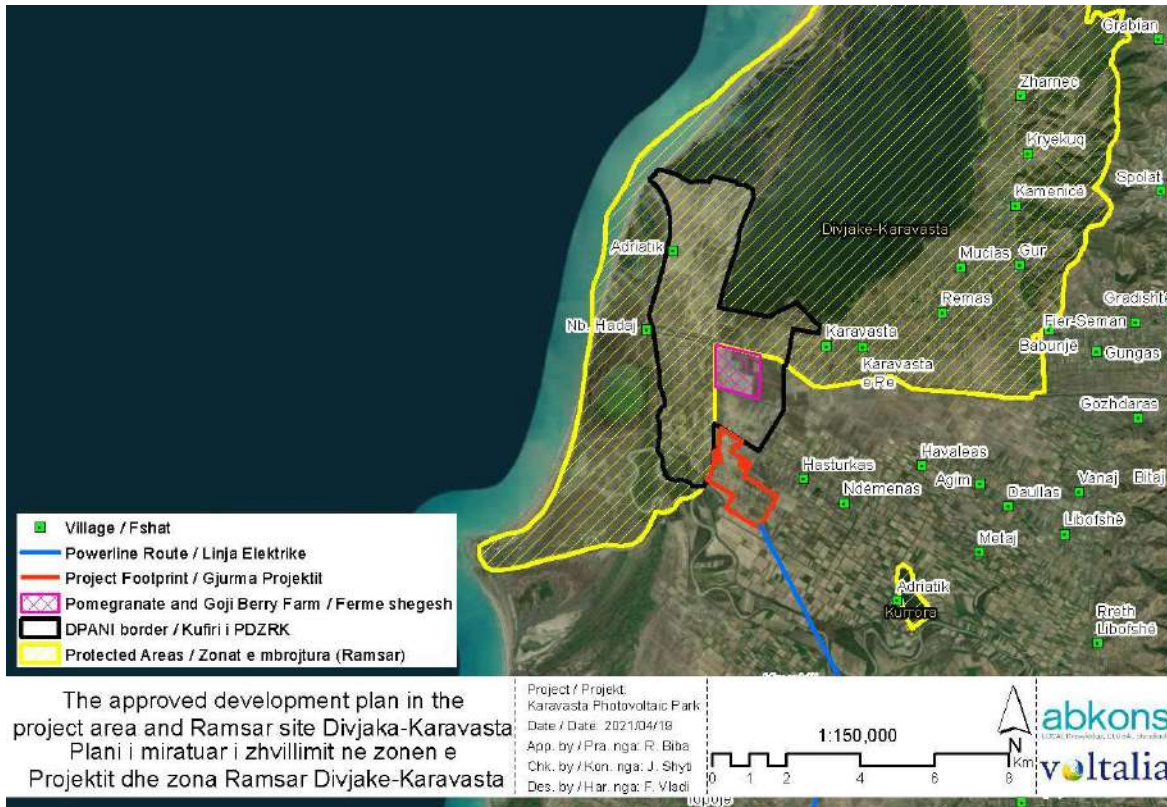 Grabian
Zharnec
Kryekuq
Spolat
Kamenicë
Divjake-Karavasta
Adriatik
Muclas
Gur
Remas
Gradishtë
Nb. Hadaj
Karavasta
Fier-Seman
Babunjë
Gungas
Karavasta
e Re
Gozhdaras
Hasturkas
Havaleas
Agim
Vanaj
Bitaj
Ndërmenas
Daullas
Libofshë
Metaj
Adriatik
Kurrora
Rreth
Libofshë
Village / Fshat
Powerline Route / Linja Elektrike
Project Footprint / Gjurma Projektit
Pomegranate and Goji Berry Farm / Ferme shegesh
DPANI border / Kufiri i PDZRK
Protected Areas / Zonat e mbrojtura (Ramsar)
The approved development plan in the
project area and Ramsar site Divjaka-Karavasta
Plani i miratuar i zhvillimit ne zonen e
Projektit dhe zona Ramsar Divjake-Karavasta
Project / Projekt:
Karavasta Photovoltaic Park
Date / Datë: 2021/04/19
App. by / Pra. nga: R. Biba
Chk. by / Kon. nga: J. Shyti
Des. by / Har. nga: F. Vladi
1:150,000
N
Km
0 1 2 4 6 8
abkons
voltalia